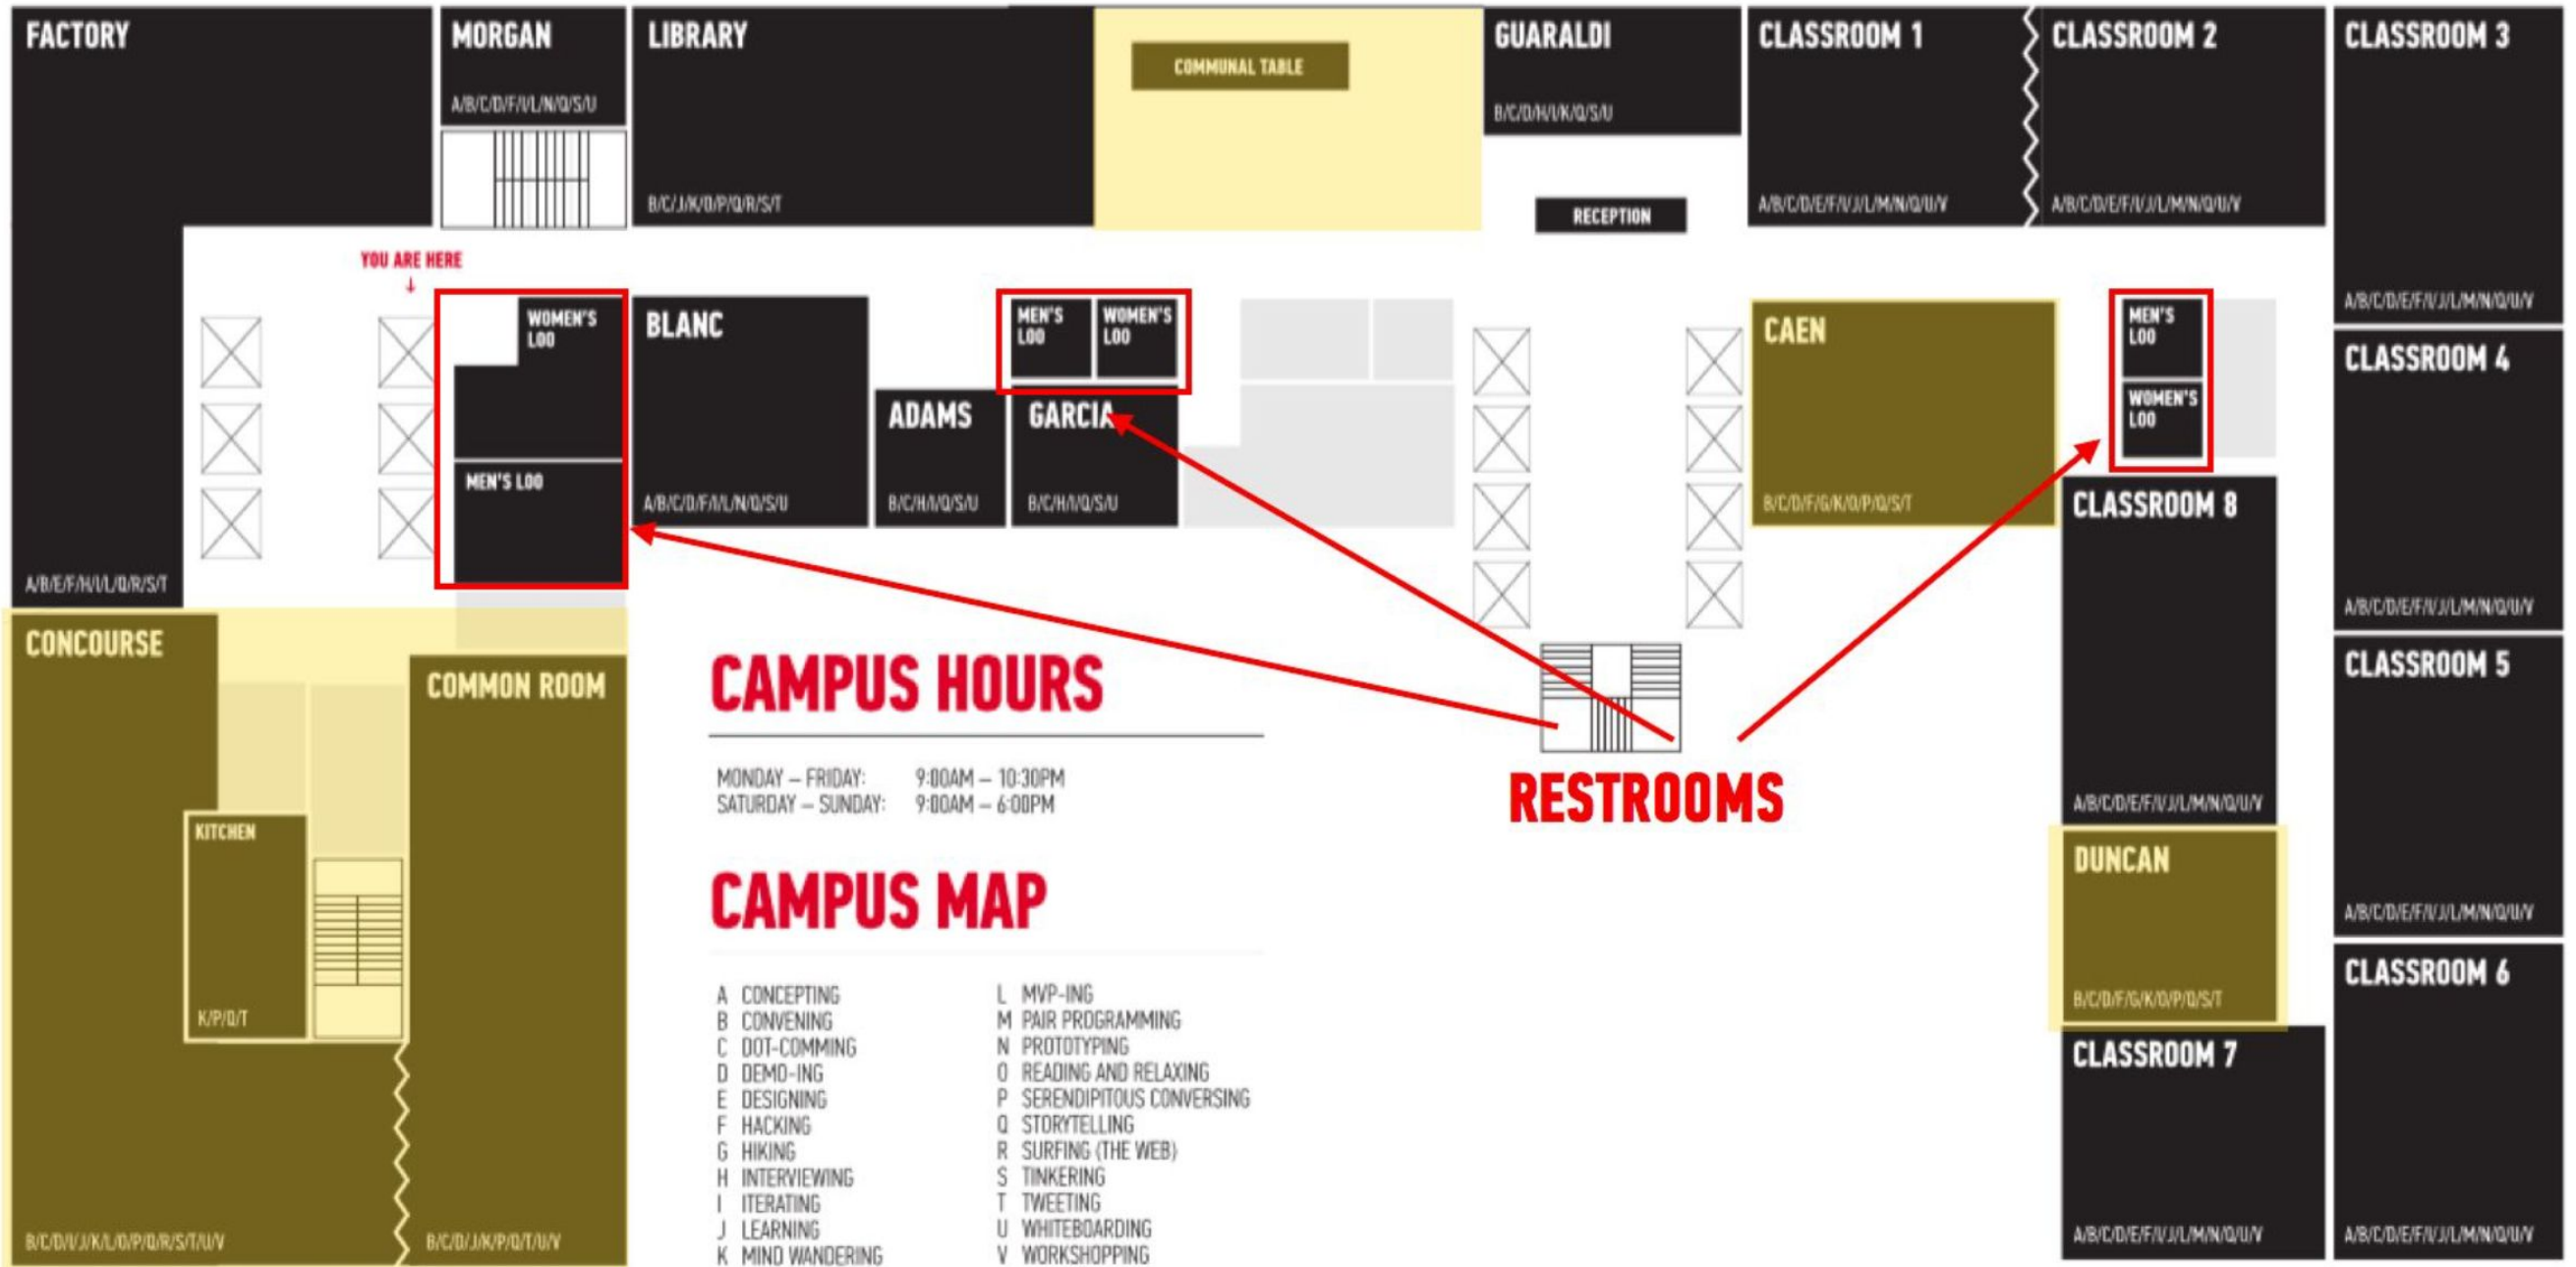 FACTORY
A/B/E/F/H/I/L/Q/R/S/T
MORGAN
A/B/C/D/F/I/L/N/Q/S/U
LIBRARY
B/C/J/K/O/P/Q/R/S/T
COMMUNAL TABLE
GUARALDI
B/C/D/H/I/K/Q/S/U
RECEPTION
CLASSROOM 1
A/B/C/D/E/F/I/J/L/M/N/Q/U/V
CLASSROOM 2
A/B/C/D/E/F/I/J/L/M/N/Q/U/V
CLASSROOM 3
A/B/C/D/E/F/I/J/L/M/N/Q/U/V
YOU ARE HERE
WOMEN'S
LOO
MEN'S LOO
BLANC
A/B/C/D/F/I/L/N/Q/S/U
ADAMS
B/C/H/I/Q/S/U
MEN'S
LOO
WOMEN'S
LOO
GARCIA
B/C/H/I/Q/S/U
CAEN
B/C/D/F/G/K/O/P/Q/S/T
MEN'S
LOO
WOMEN'S
LOO
CLASSROOM 4
A/B/C/D/E/F/I/J/L/M/N/Q/U/V
CLASSROOM 8
A/B/C/D/E/F/I/J/L/M/N/Q/U/V
CLASSROOM 5
A/B/C/D/E/F/I/J/L/M/N/Q/U/V
DUNCAN
B/C/D/F/G/K/O/P/Q/S/T
CLASSROOM 6
A/B/C/D/E/F/I/J/L/M/N/Q/U/V
CLASSROOM 7
A/B/C/D/E/F/I/J/L/M/N/Q/U/V
CONCOURSE
B/C/D/I/J/K/L/O/P/Q/R/S/T/U/V
KITCHEN
K/P/Q/T
COMMON ROOM
B/C/D/J/K/P/Q/T/U/V
RESTROOMS
CAMPUS HOURS
MONDAY – FRIDAY: 9:00AM – 10:30PM
SATURDAY – SUNDAY: 9:00AM – 6:00PM
CAMPUS MAP
A CONCEPTING
B CONVENING
C DOT-COMMING
D DEMO-ING
E DESIGNING
F HACKING
G HIKING
H INTERVIEWING
I ITERATING
J LEARNING
K MIND WANDERING
L MVP-ING
M PAIR PROGRAMMING
N PROTOTYPING
O READING AND RELAXING
P SERENDIPITOUS CONVERSING
Q STORYTELLING
R SURFING (THE WEB)
S TINKERING
T TWEETING
U WHITEBOARDING
V WORKSHOPPING